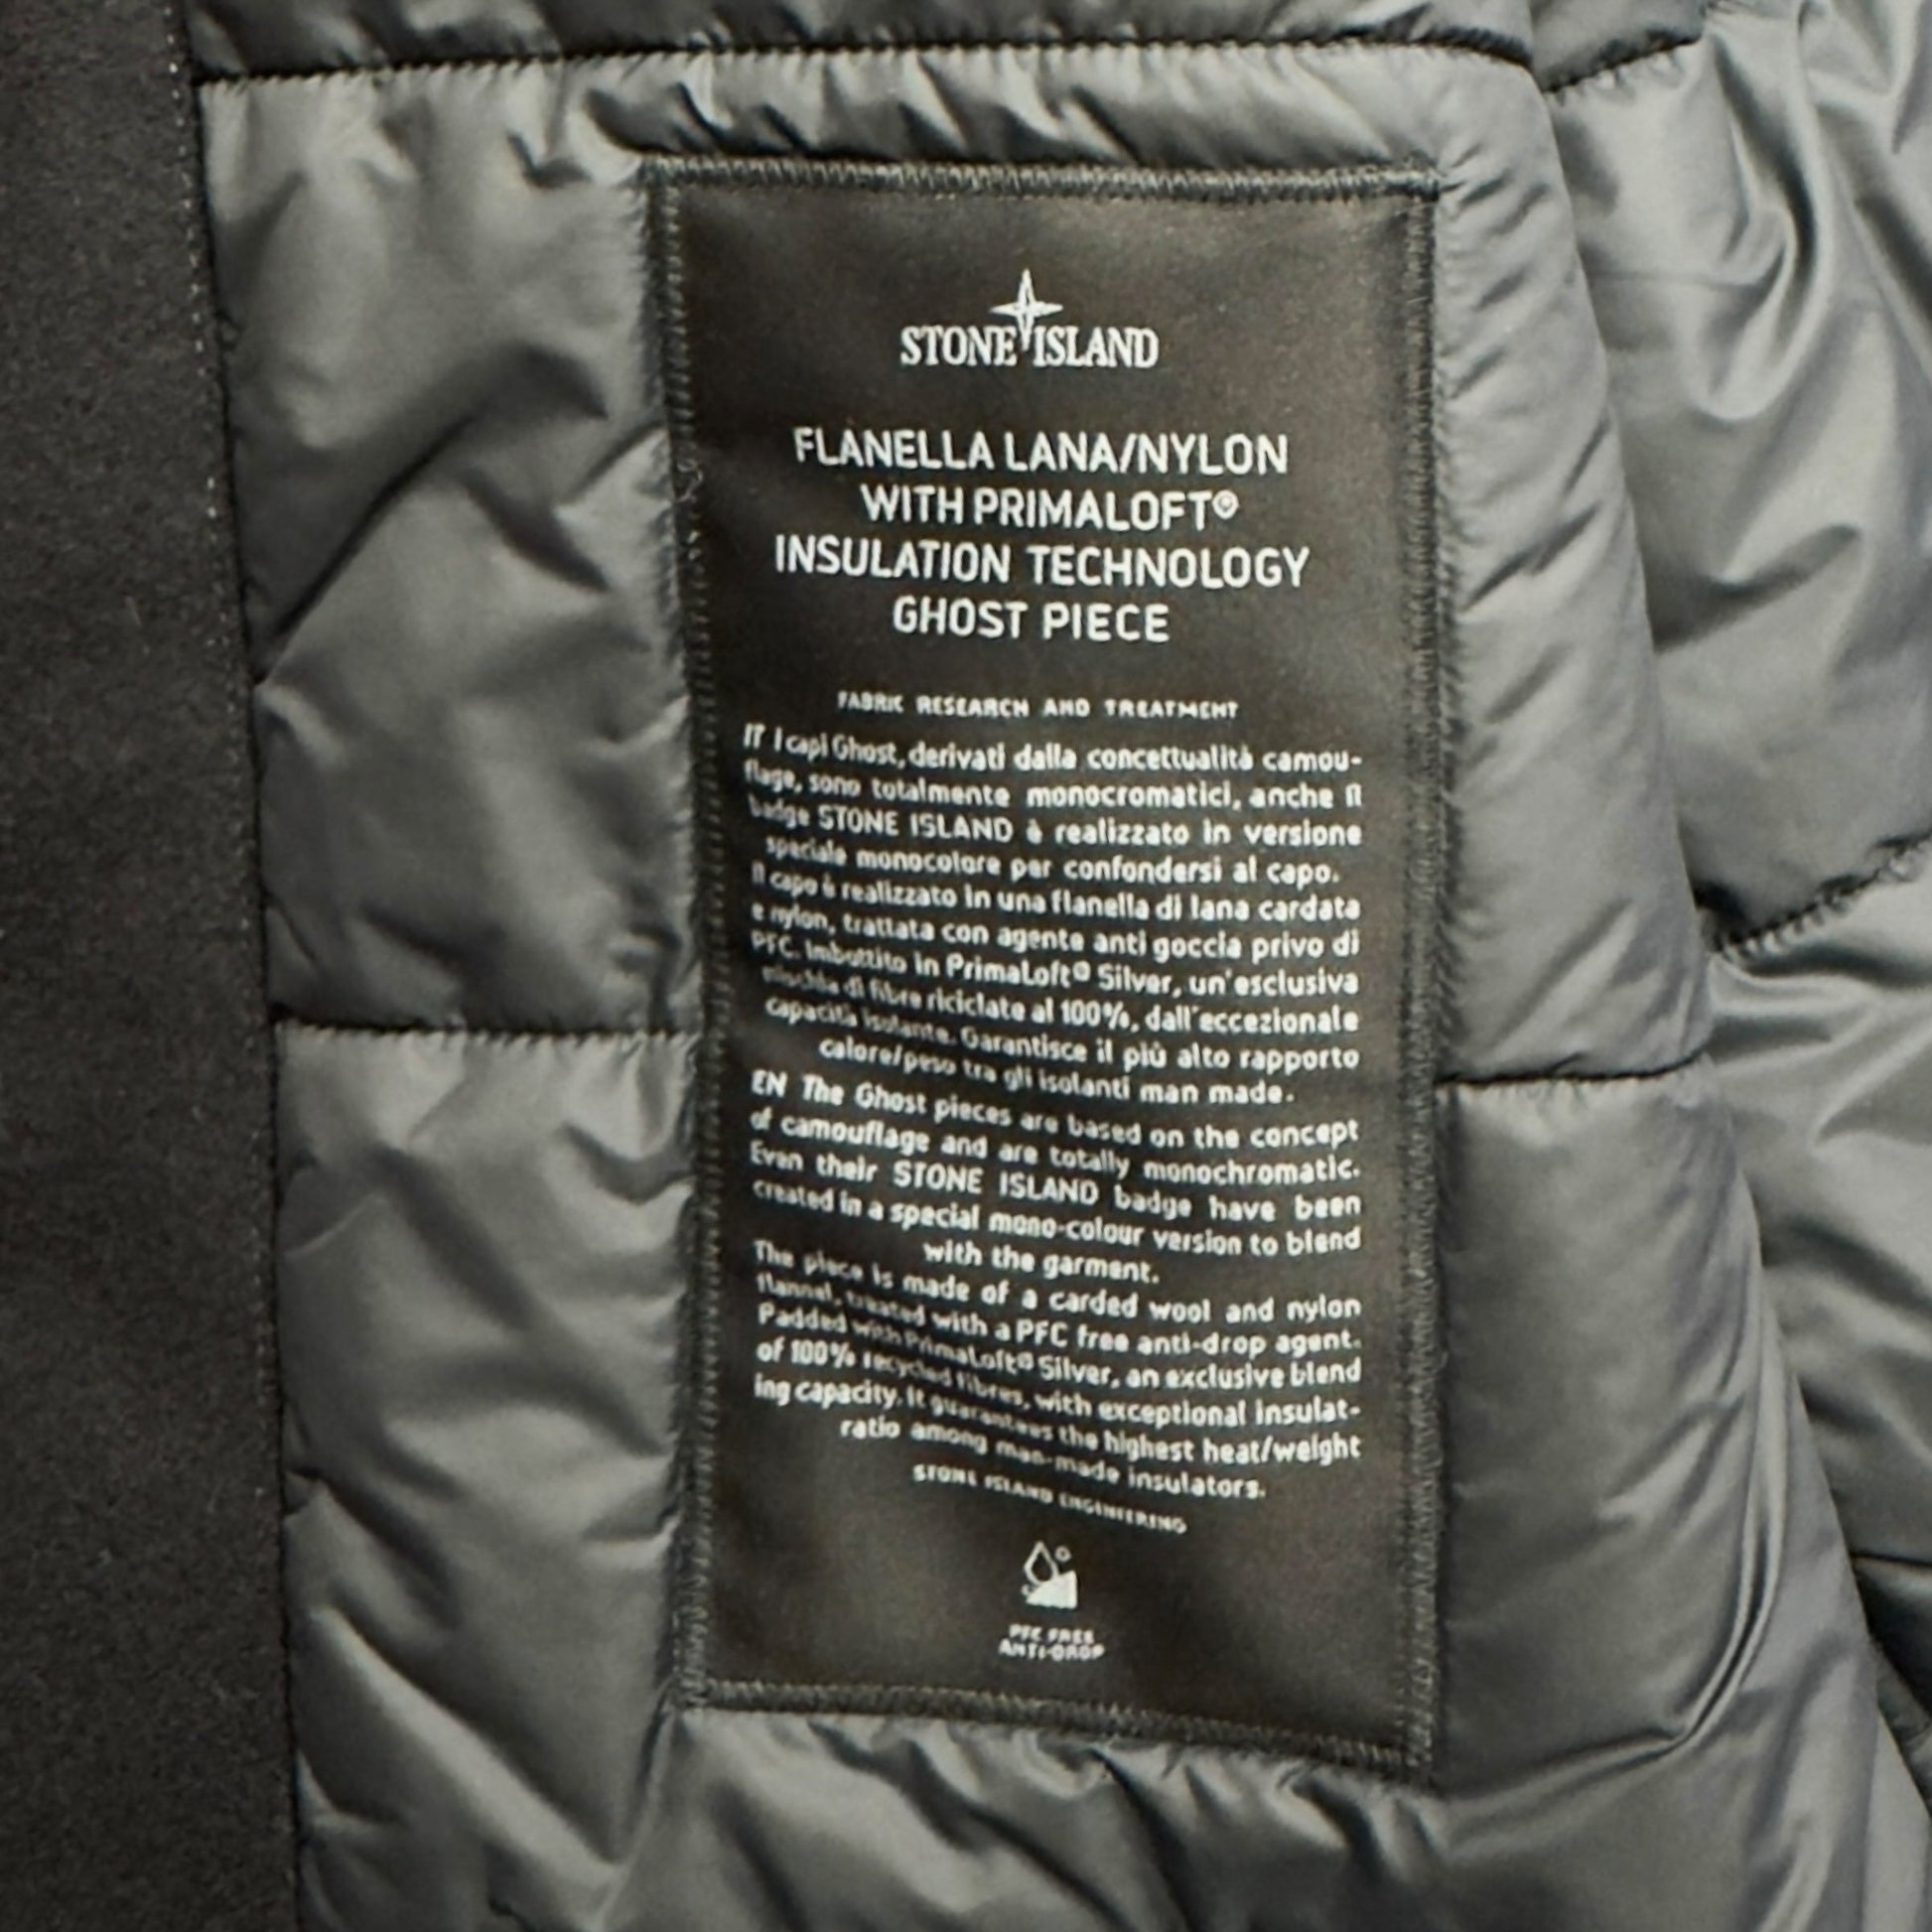 STONE ISLAND
FLANELLA LANA/NYLON
WITH PRIMALOFT®
INSULATION TECHNOLOGY
GHOST PIECE
FABRIC RESEARCH AND TREATMENT
IT I capi Ghost, derivati dalla concettualità camou-
flage, sono totalmente monocromatici, anche il
badge STONE ISLAND è realizzato in versione
speciale monocolore per confondersi al capo.
Il capo è realizzato in una flanella di lana cardata
e nylon, trattata con agente anti goccia privo di
PFC. Imbottito in PrimaLoft® Silver, un'esclusiva
mischia di fibre riciclate al 100%, dall'eccezionale
capacità isolante. Garantisce il più alto rapporto
calore/peso tra gli isolanti man made.
EN The Ghost pieces are based on the concept
of camouflage and are totally monochromatic.
Even their STONE ISLAND badge have been
created in a special mono-colour version to blend
with the garment.
The piece is made of a carded wool and nylon
flannel, treated with a PFC free anti-drop agent.
Padded with PrimaLoft® Silver, an exclusive blend
of 100% recycled fibres, with exceptional insulat-
ing capacity. It guarantees the highest heat/weight
ratio among man-made insulators.
STONE ISLAND ENGINEERING
PFC FREE
ANTI-DROP